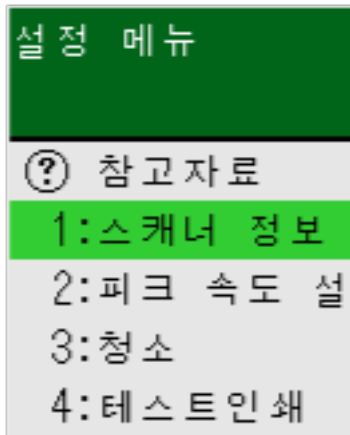 설정 메뉴
? 참고자료
1:스캐너 정보
2:피크 속도 설
3:청소
4:테스트인쇄